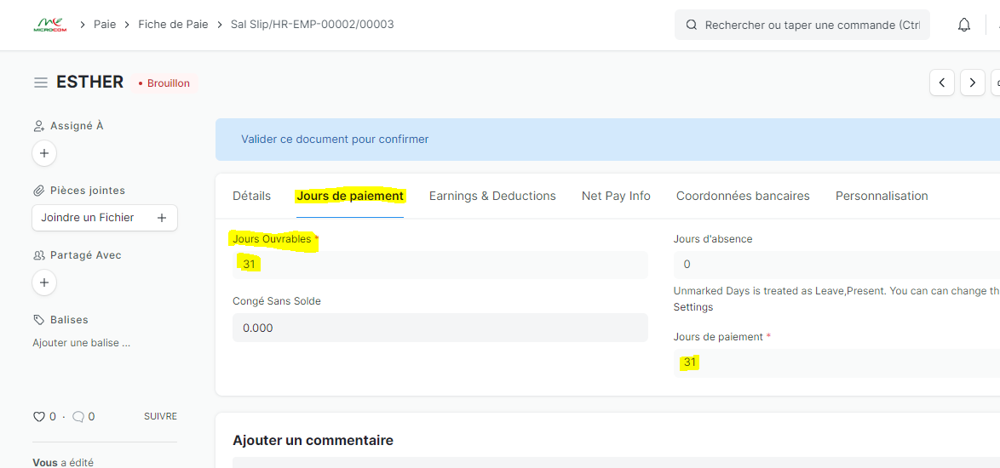 MICROCOM
Paie
Fiche de Paie
Sal Slip/HR-EMP-00002/00003
Rechercher ou taper une commande (Ctrl
ESTHER
Brouillon
Assigné À
Pièces jointes
Joindre un Fichier
Partagé Avec
Balises
Ajouter une balise ...
0 · 0
SUIVRE
Vous a édité
Valider ce document pour confirmer
Détails
Jours de paiement
Earnings & Deductions
Net Pay Info
Coordonnées bancaires
Personnalisation
Jours Ouvrables *
31
Congé Sans Solde
0.000
Jours d'absence
0
Unmarked Days is treated as Leave,Present. You can can change th
Settings
Jours de paiement *
31
Ajouter un commentaire